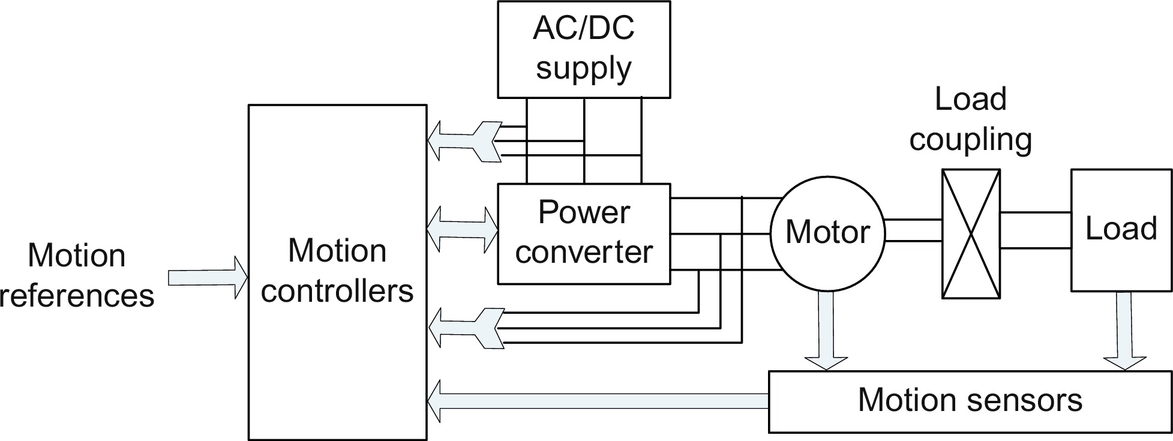 AC/DC
supply
Load
coupling
Power
converter
Motor
Load
Motion
controllers
Motion
references
Motion sensors